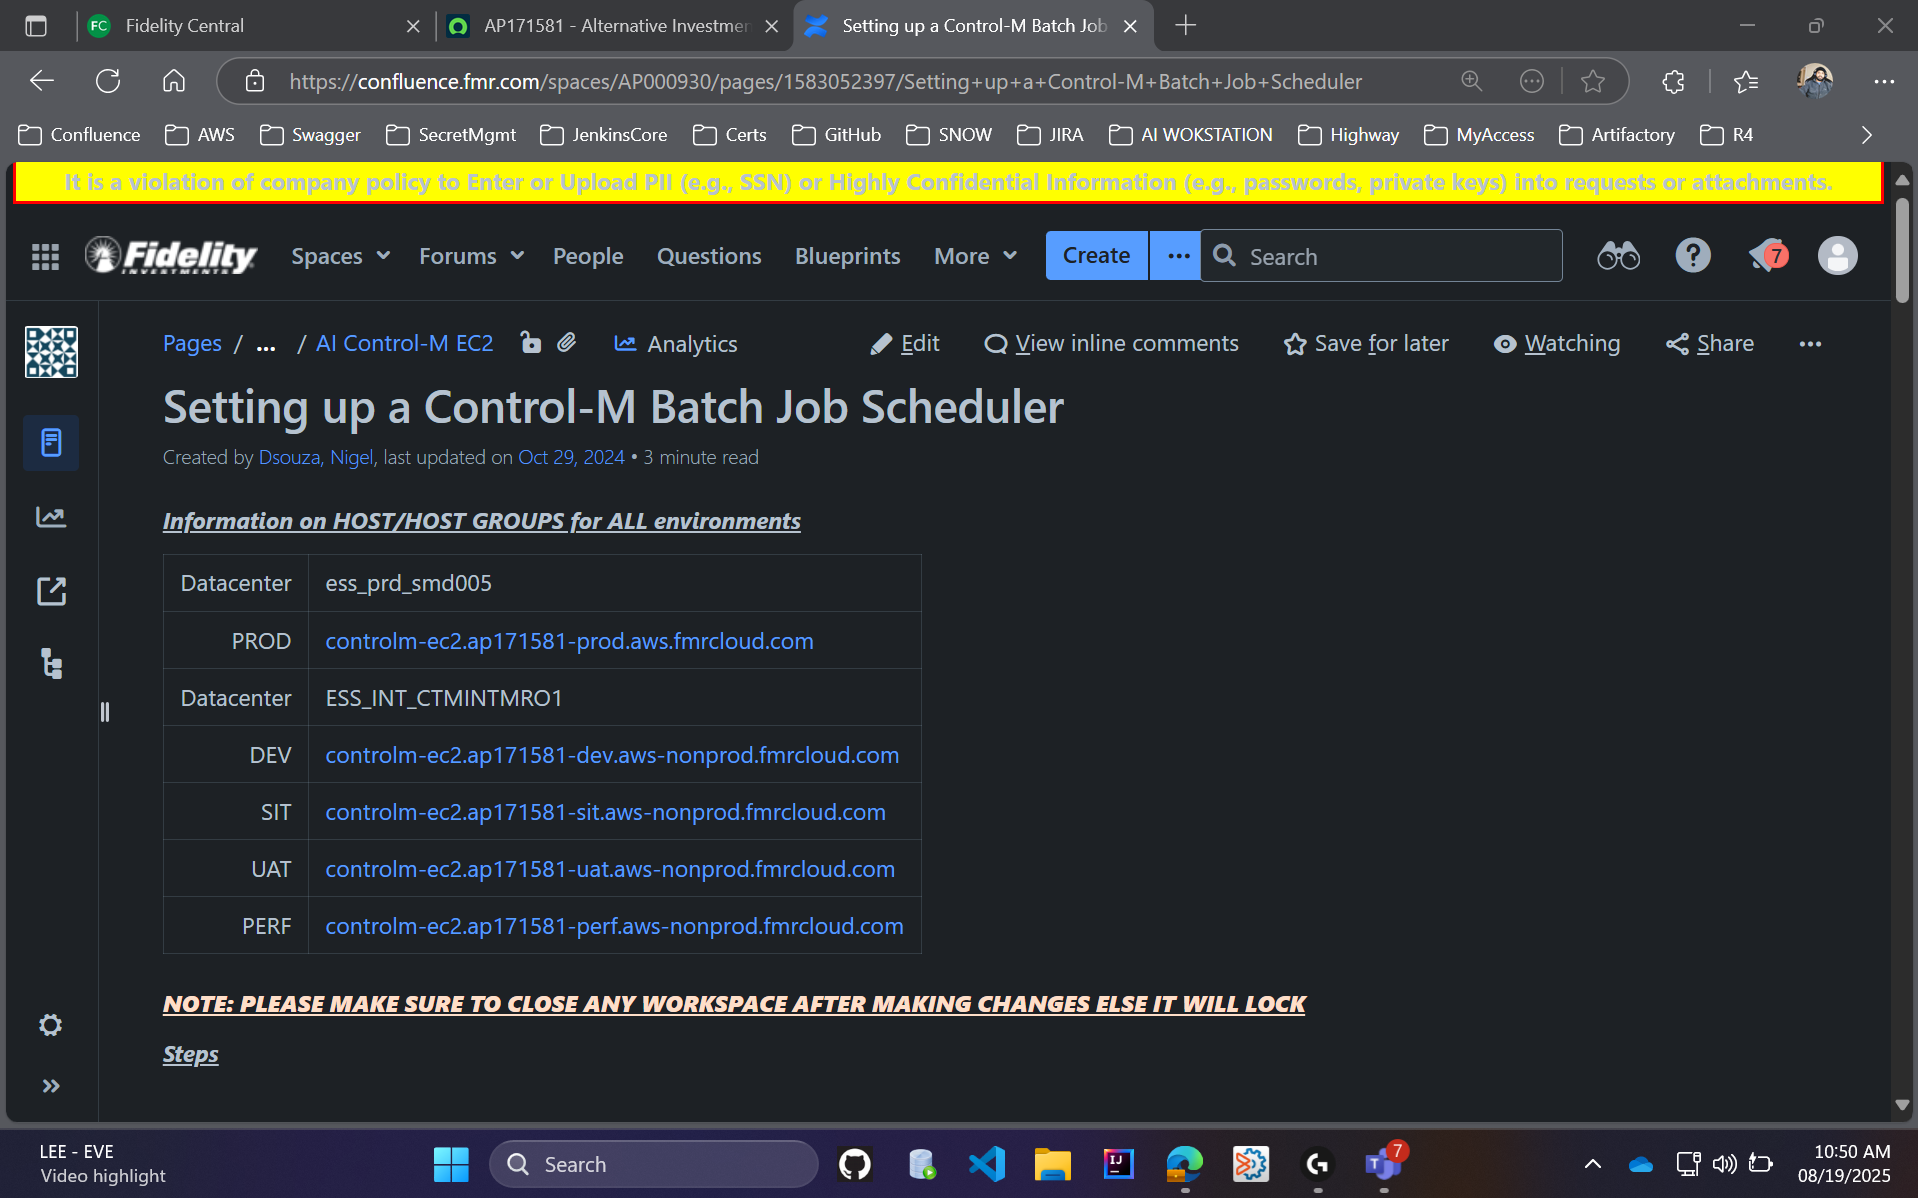 Fidelity Central
AP171581 - Alternative Investmen
Setting up a Control-M Batch Job
https://confluence.fmr.com/spaces/AP000930/pages/1583052397/Setting+up+a+Control-M+Batch+Job+Scheduler
Confluence AWS Swagger SecretMgmt JenkinsCore Certs GitHub SNOW JIRA AI WOKSTATION Highway MyAccess Artifactory R4
It is a violation of company policy to Enter or Upload PII (e.g., SSN) or Highly Confidential Information (e.g., passwords, private keys) into requests or attachments.
Fidelity INVESTMENTS Spaces Forums People Questions Blueprints More Create ... Search 7
Pages / ... / AI Control-M EC2 Analytics Edit View inline comments Save for later Watching Share ...
Setting up a Control-M Batch Job Scheduler
Created by Dsouza, Nigel, last updated on Oct 29, 2024 • 3 minute read
Information on HOST/HOST GROUPS for ALL environments
Datacenter ess_prd_smd005
PROD controlm-ec2.ap171581-prod.aws.fmrcloud.com
Datacenter ESS_INT_CTMINTMRO1
DEV controlm-ec2.ap171581-dev.aws-nonprod.fmrcloud.com
SIT controlm-ec2.ap171581-sit.aws-nonprod.fmrcloud.com
UAT controlm-ec2.ap171581-uat.aws-nonprod.fmrcloud.com
PERF controlm-ec2.ap171581-perf.aws-nonprod.fmrcloud.com
NOTE: PLEASE MAKE SURE TO CLOSE ANY WORKSPACE AFTER MAKING CHANGES ELSE IT WILL LOCK
Steps
LEE - EVE
Video highlight
Search
7
10:50 AM
08/19/2025